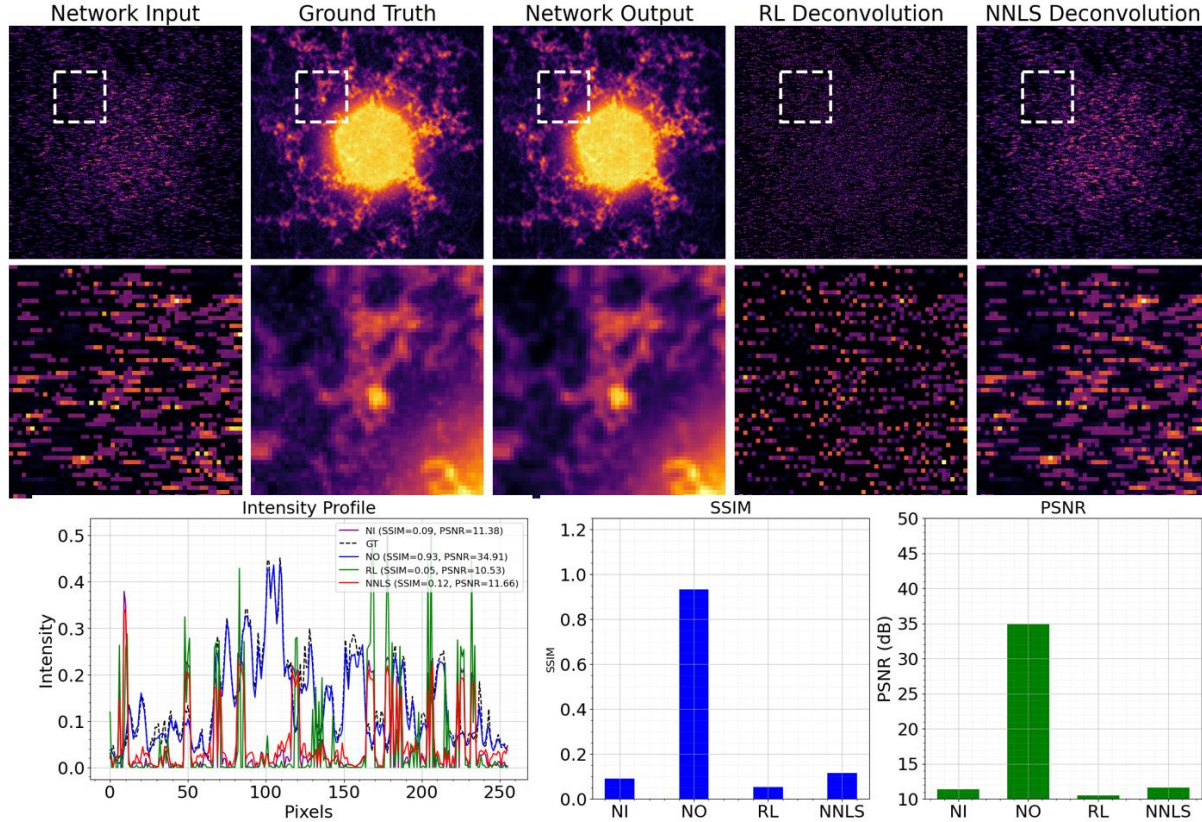 Network Input
Ground Truth
Network Output
RL Deconvolution
NNLS Deconvolution
Intensity Profile
Intensity
0.5
0.4
0.3
0.2
0.1
0.0
NI (SSIM=0.09, PSNR=11.38)
GT
NO (SSIM=0.93, PSNR=34.91)
RL (SSIM=0.05, PSNR=10.53)
NNLS (SSIM=0.12, PSNR=11.66)
0 50 100 150 200 250
Pixels
SSIM
SSIM
1.2
1.0
0.8
0.6
0.4
0.2
0.0
NI NO RL NNLS
PSNR
PSNR (dB)
50
45
40
35
30
25
20
15
10
NI NO RL NNLS